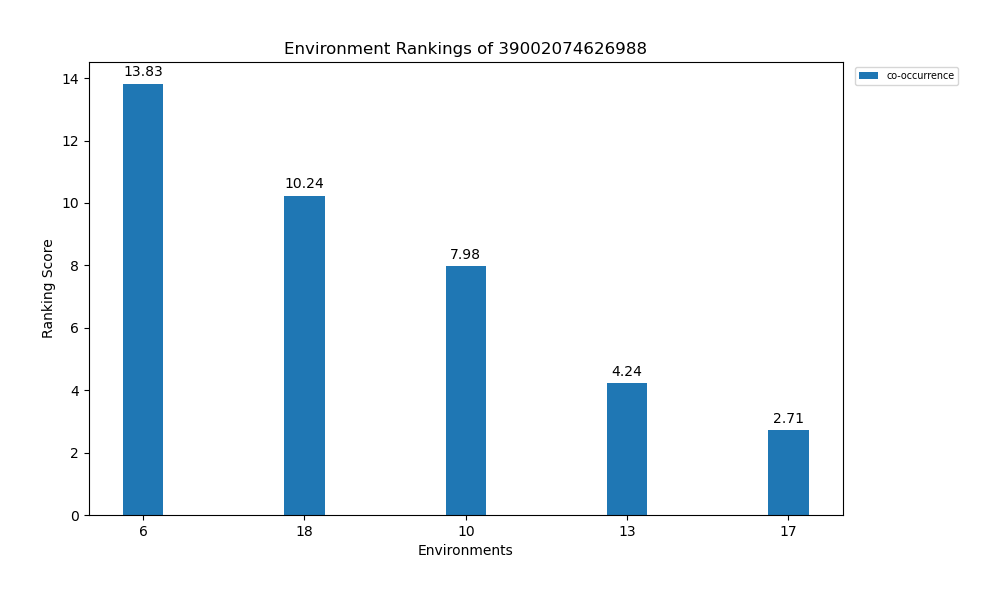 Environment Rankings of 39002074626988
co-occurrence
Ranking Score
14
12
10
8
6
4
2
0
13.83
10.24
7.98
4.24
2.71
6 18 10 13 17
Environments